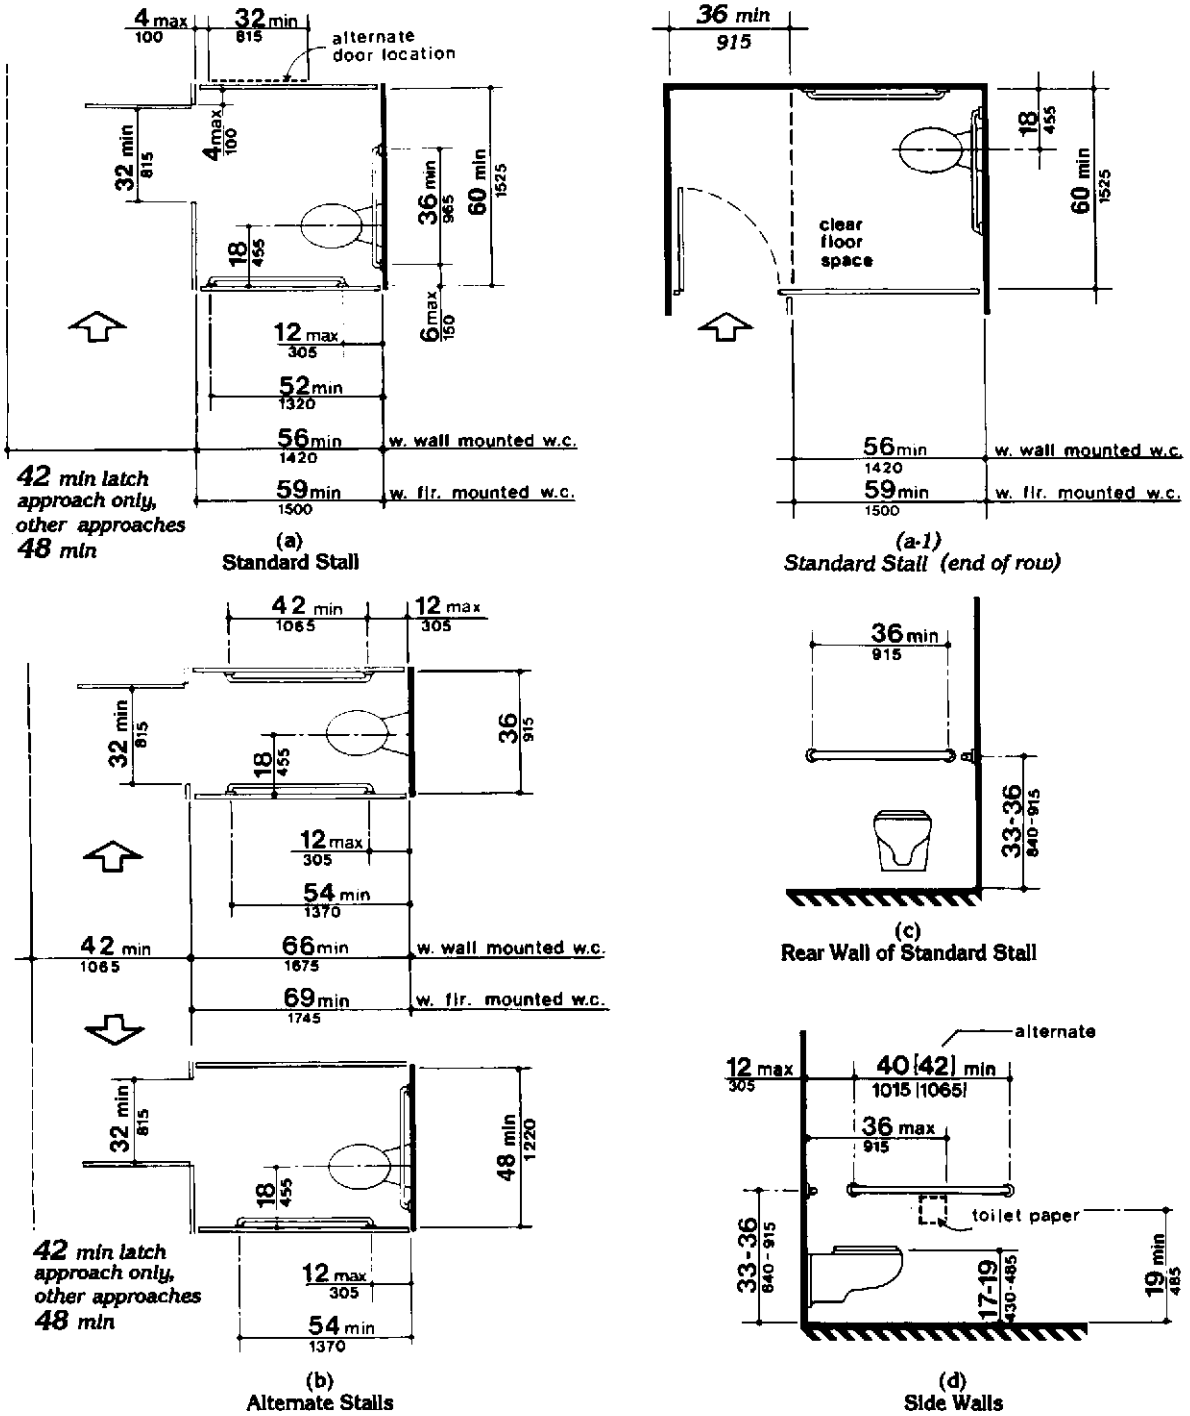 4 max
100
32 min
815
alternate
door location
32 min
815
4 max
100
18
455
36 min
965
60 min
1525
6 max
150
12 max
305
52 min
1320
56 min w. wall mounted w.c.
1420
59 min w. flr. mounted w.c.
1500
42 min latch
approach only,
other approaches
48 min
(a)
Standard Stall
36 min
915
18
455
60 min
1525
clear
floor
space
56 min w. wall mounted w.c.
1420
59 min w. flr. mounted w.c.
1500
(a-1)
Standard Stall (end of row)
42 min
1065
12 max
305
32 min
815
18
455
36
915
12 max
305
54 min
1370
42 min
1065
66 min w. wall mounted w.c.
1675
69 min w. flr. mounted w.c.
1745
32 min
815
18
455
48 min
1220
12 max
305
54 min
1370
42 min latch
approach only,
other approaches
48 min
(b)
Alternate Stalls
36 min
915
33-36
840-915
(c)
Rear Wall of Standard Stall
alternate
12 max
305
40 [42] min
1015 [1065]
36 max
915
toilet paper
33-36
840-915
17-19
430-485
19 min
485
(d)
Side Walls